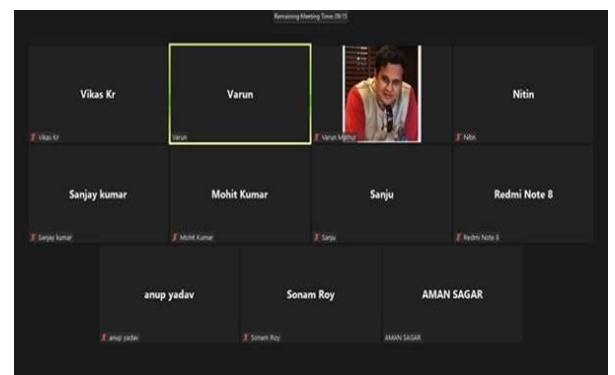 Remaining Meeting Time: 09:15
Vikas Kr
Varun
Nitin
Vikas Kr
Varun
Varun Mathur
Nitin
Sanjay kumar
Mohit Kumar
Sanju
Redmi Note 8
Sanjay kumar
Mohit Kumar
Sanju
Redmi Note 8
anup yadav
Sonam Roy
AMAN SAGAR
anup yadav
Sonam Roy
AMAN SAGAR